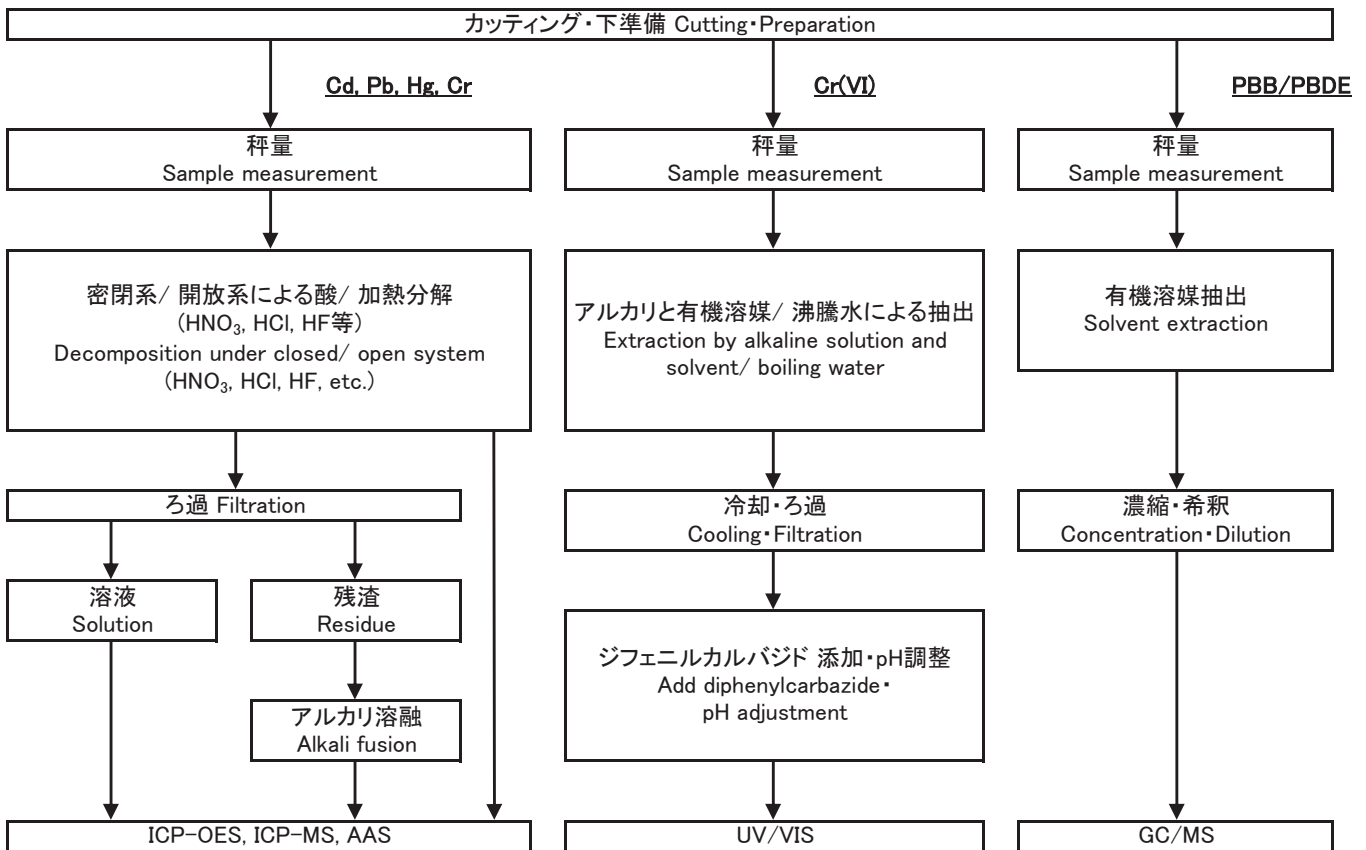 カッティング・下準備 Cutting・Preparation
Cd, Pb, Hg, Cr
Cr(VI)
PBB/PBDE
秤量
Sample measurement
秤量
Sample measurement
秤量
Sample measurement
密閉系/ 開放系による酸/ 加熱分解
(HNO₃, HCl, HF等)
Decomposition under closed/ open system
(HNO₃, HCl, HF, etc.)
アルカリと有機溶媒/ 沸騰水による抽出
Extraction by alkaline solution and
solvent/ boiling water
有機溶媒抽出
Solvent extraction
ろ過 Filtration
冷却・ろ過
Cooling・Filtration
濃縮・希釈
Concentration・Dilution
溶液
Solution
残渣
Residue
ジフェニルカルバジド 添加・pH調整
Add diphenylcarbazide・
pH adjustment
アルカリ溶融
Alkali fusion
ICP-OES, ICP-MS, AAS
UV/VIS
GC/MS